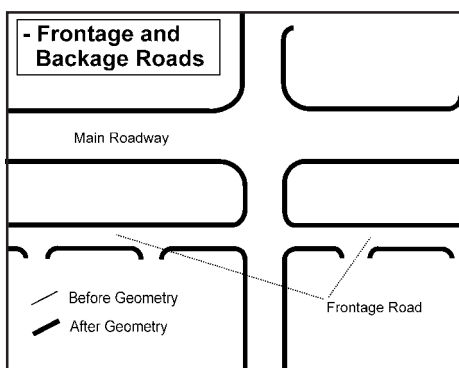 - Frontage and
Backage Roads
Main Roadway
Before Geometry
After Geometry
Frontage Road